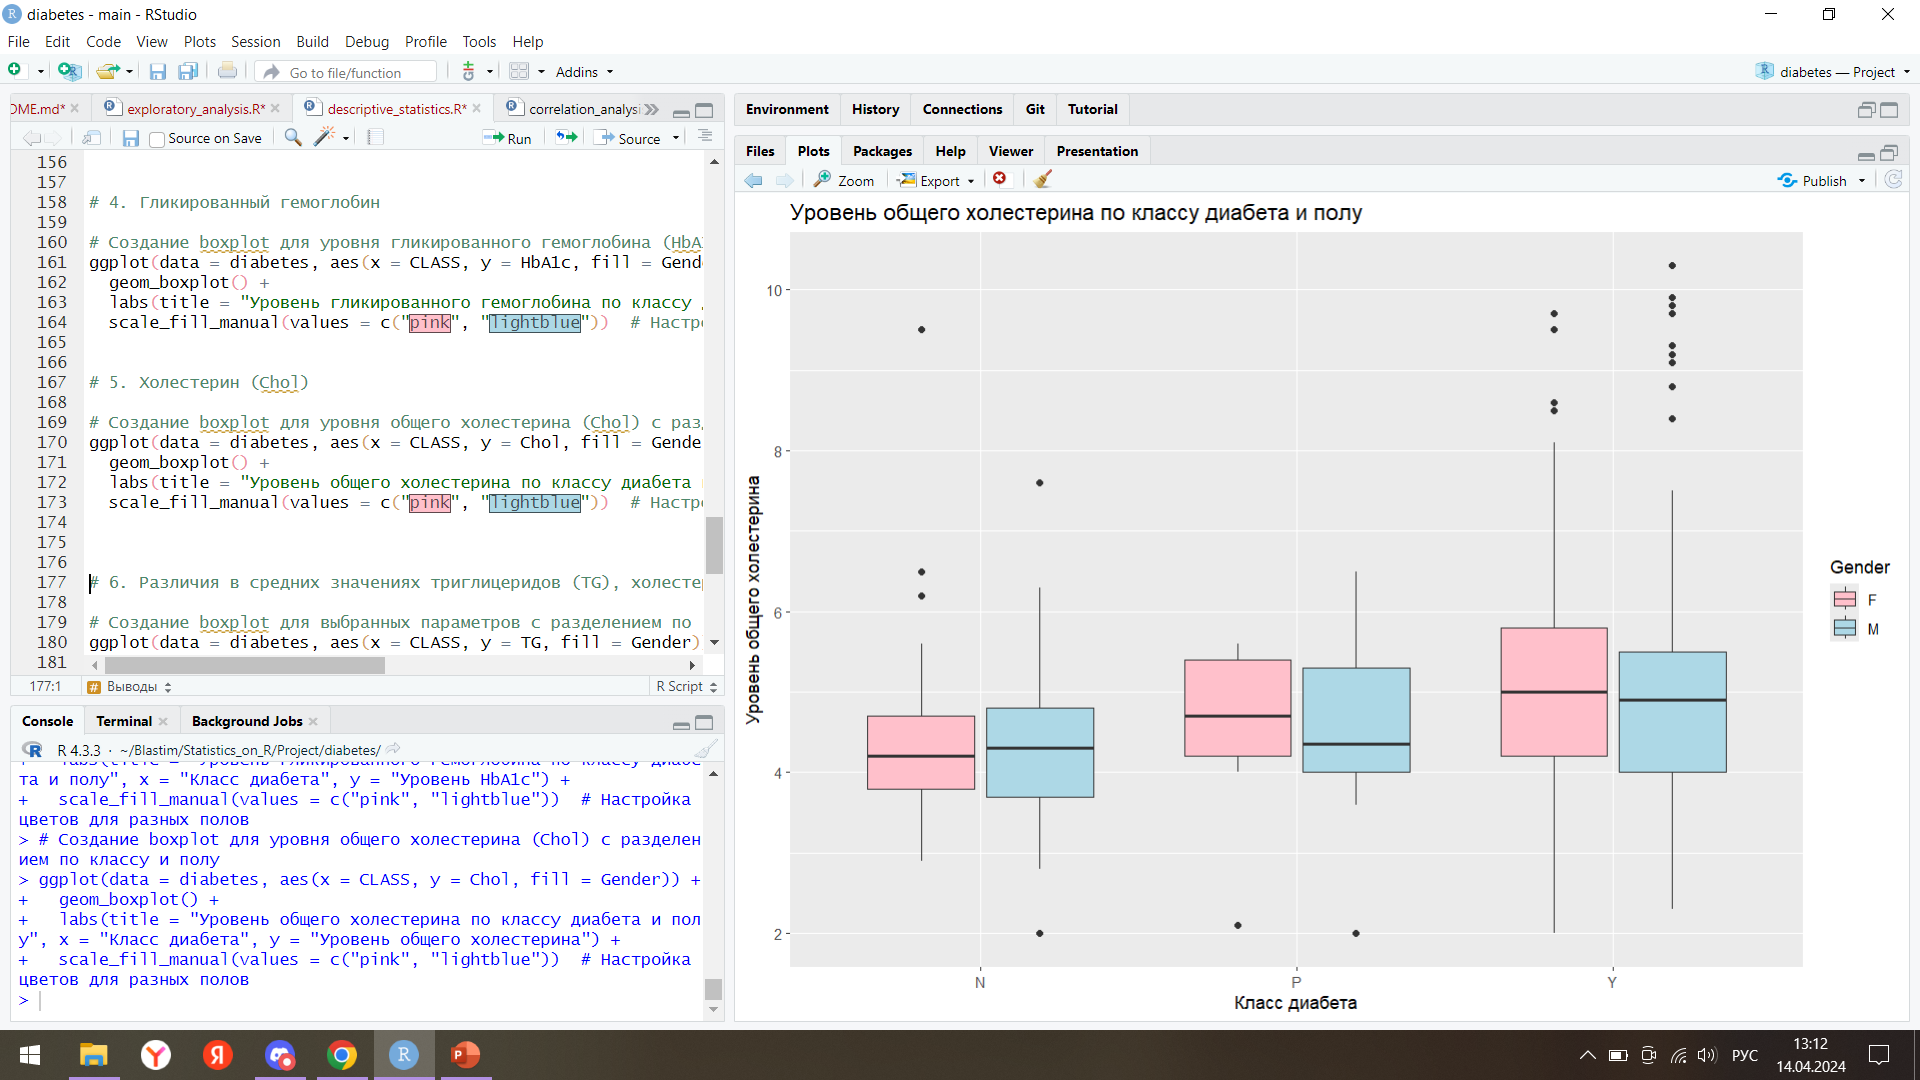 diabetes - main - RStudio
File Edit Code View Plots Session Build Debug Profile Tools Help
Go to file/function Addins diabetes — Project
OME.md* exploratory_analysis.R* descriptive_statistics.R* correlation_analysi
Source on Save Run Source
156
157
158 # 4. Гликированный гемоглобин
159
160 # Создание boxplot для уровня гликированного гемоглобина (HbA
161 ggplot(data = diabetes, aes(x = CLASS, y = HbA1c, fill = Gend
162 geom_boxplot() +
163 labs(title = "Уровень гликированного гемоглобина по классу
164 scale_fill_manual(values = c("pink", "lightblue")) # Настр
165
166
167 # 5. Холестерин (Chol)
168
169 # Создание boxplot для уровня общего холестерина (Chol) с раз
170 ggplot(data = diabetes, aes(x = CLASS, y = Chol, fill = Gende
171 geom_boxplot() +
172 labs(title = "Уровень общего холестерина по классу диабета
173 scale_fill_manual(values = c("pink", "lightblue")) # Настр
174
175
176
177 # 6. Различия в средних значениях триглицеридов (TG), холесте
178
179 # Создание boxplot для выбранных параметров с разделением по
180 ggplot(data = diabetes, aes(x = CLASS, y = TG, fill = Gender)
181
177:1 # Выводы R Script
Console Terminal Background Jobs
R 4.3.3 · ~/Blastim/Statistics_on_R/Project/diabetes/
+ labs(title = "Уровень гликированного гемоглобина по классу диабе
та и полу", x = "Класс диабета", y = "Уровень HbA1c") +
+ scale_fill_manual(values = c("pink", "lightblue")) # Настройка
цветов для разных полов
> # Создание boxplot для уровня общего холестерина (Chol) с разделен
ием по классу и полу
> ggplot(data = diabetes, aes(x = CLASS, y = Chol, fill = Gender)) +
+ geom_boxplot() +
+ labs(title = "Уровень общего холестерина по классу диабета и пол
у", x = "Класс диабета", y = "Уровень общего холестерина") +
+ scale_fill_manual(values = c("pink", "lightblue")) # Настройка
цветов для разных полов
>
Environment History Connections Git Tutorial
Files Plots Packages Help Viewer Presentation
Zoom Export Publish
Уровень общего холестерина по классу диабета и полу
Уровень общего холестерина
10
8
6
4
2
N P Y
Класс диабета
Gender
F
M
РУС
13:12
14.04.2024